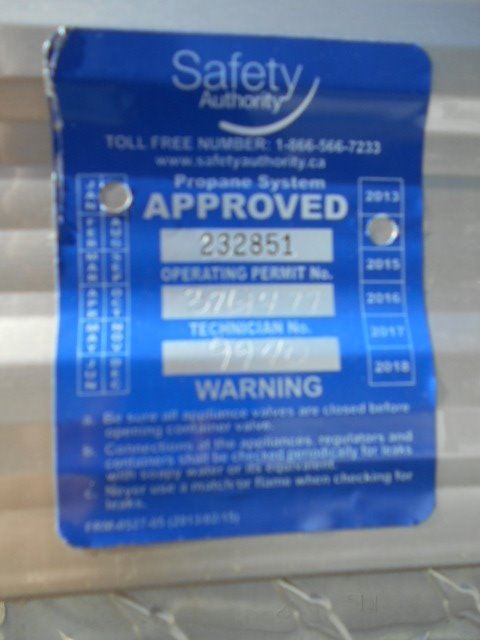 Safety
Authority
TOLL FREE NUMBER: 1-866-566-7233
www.safetyauthority.ca
Propane System
APPROVED
2013
232851
OPERATING PERMIT No.
2015
2016
TECHNICIAN No.
2017
2018
WARNING
a. Be sure all appliance valves are closed before
opening container valve.
B. Connections at the appliances, regulators and
containers shall be checked periodically for leaks
with soapy water or its equivalent.
C. Never use a match or flame when checking for
leaks.